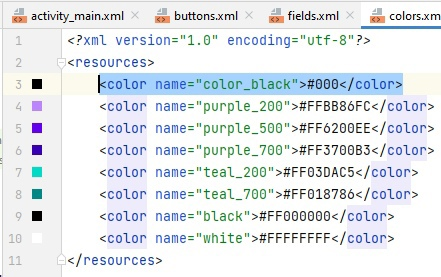 activity_main.xml buttons.xml fields.xml colors.xm
1 <?xml version="1.0" encoding="utf-8"?>
2 <resources>
3 <color name="color_black">#000</color>
4 <color name="purple_200">#FFBB86FC</color>
5 <color name="purple_500">#FF6200EE</color>
6 <color name="purple_700">#FF3700B3</color>
7 <color name="teal_200">#FF03DAC5</color>
8 <color name="teal_700">#FF018786</color>
9 <color name="black">#FF000000</color>
10 <color name="white">#FFFFFFFF</color>
11 </resources>